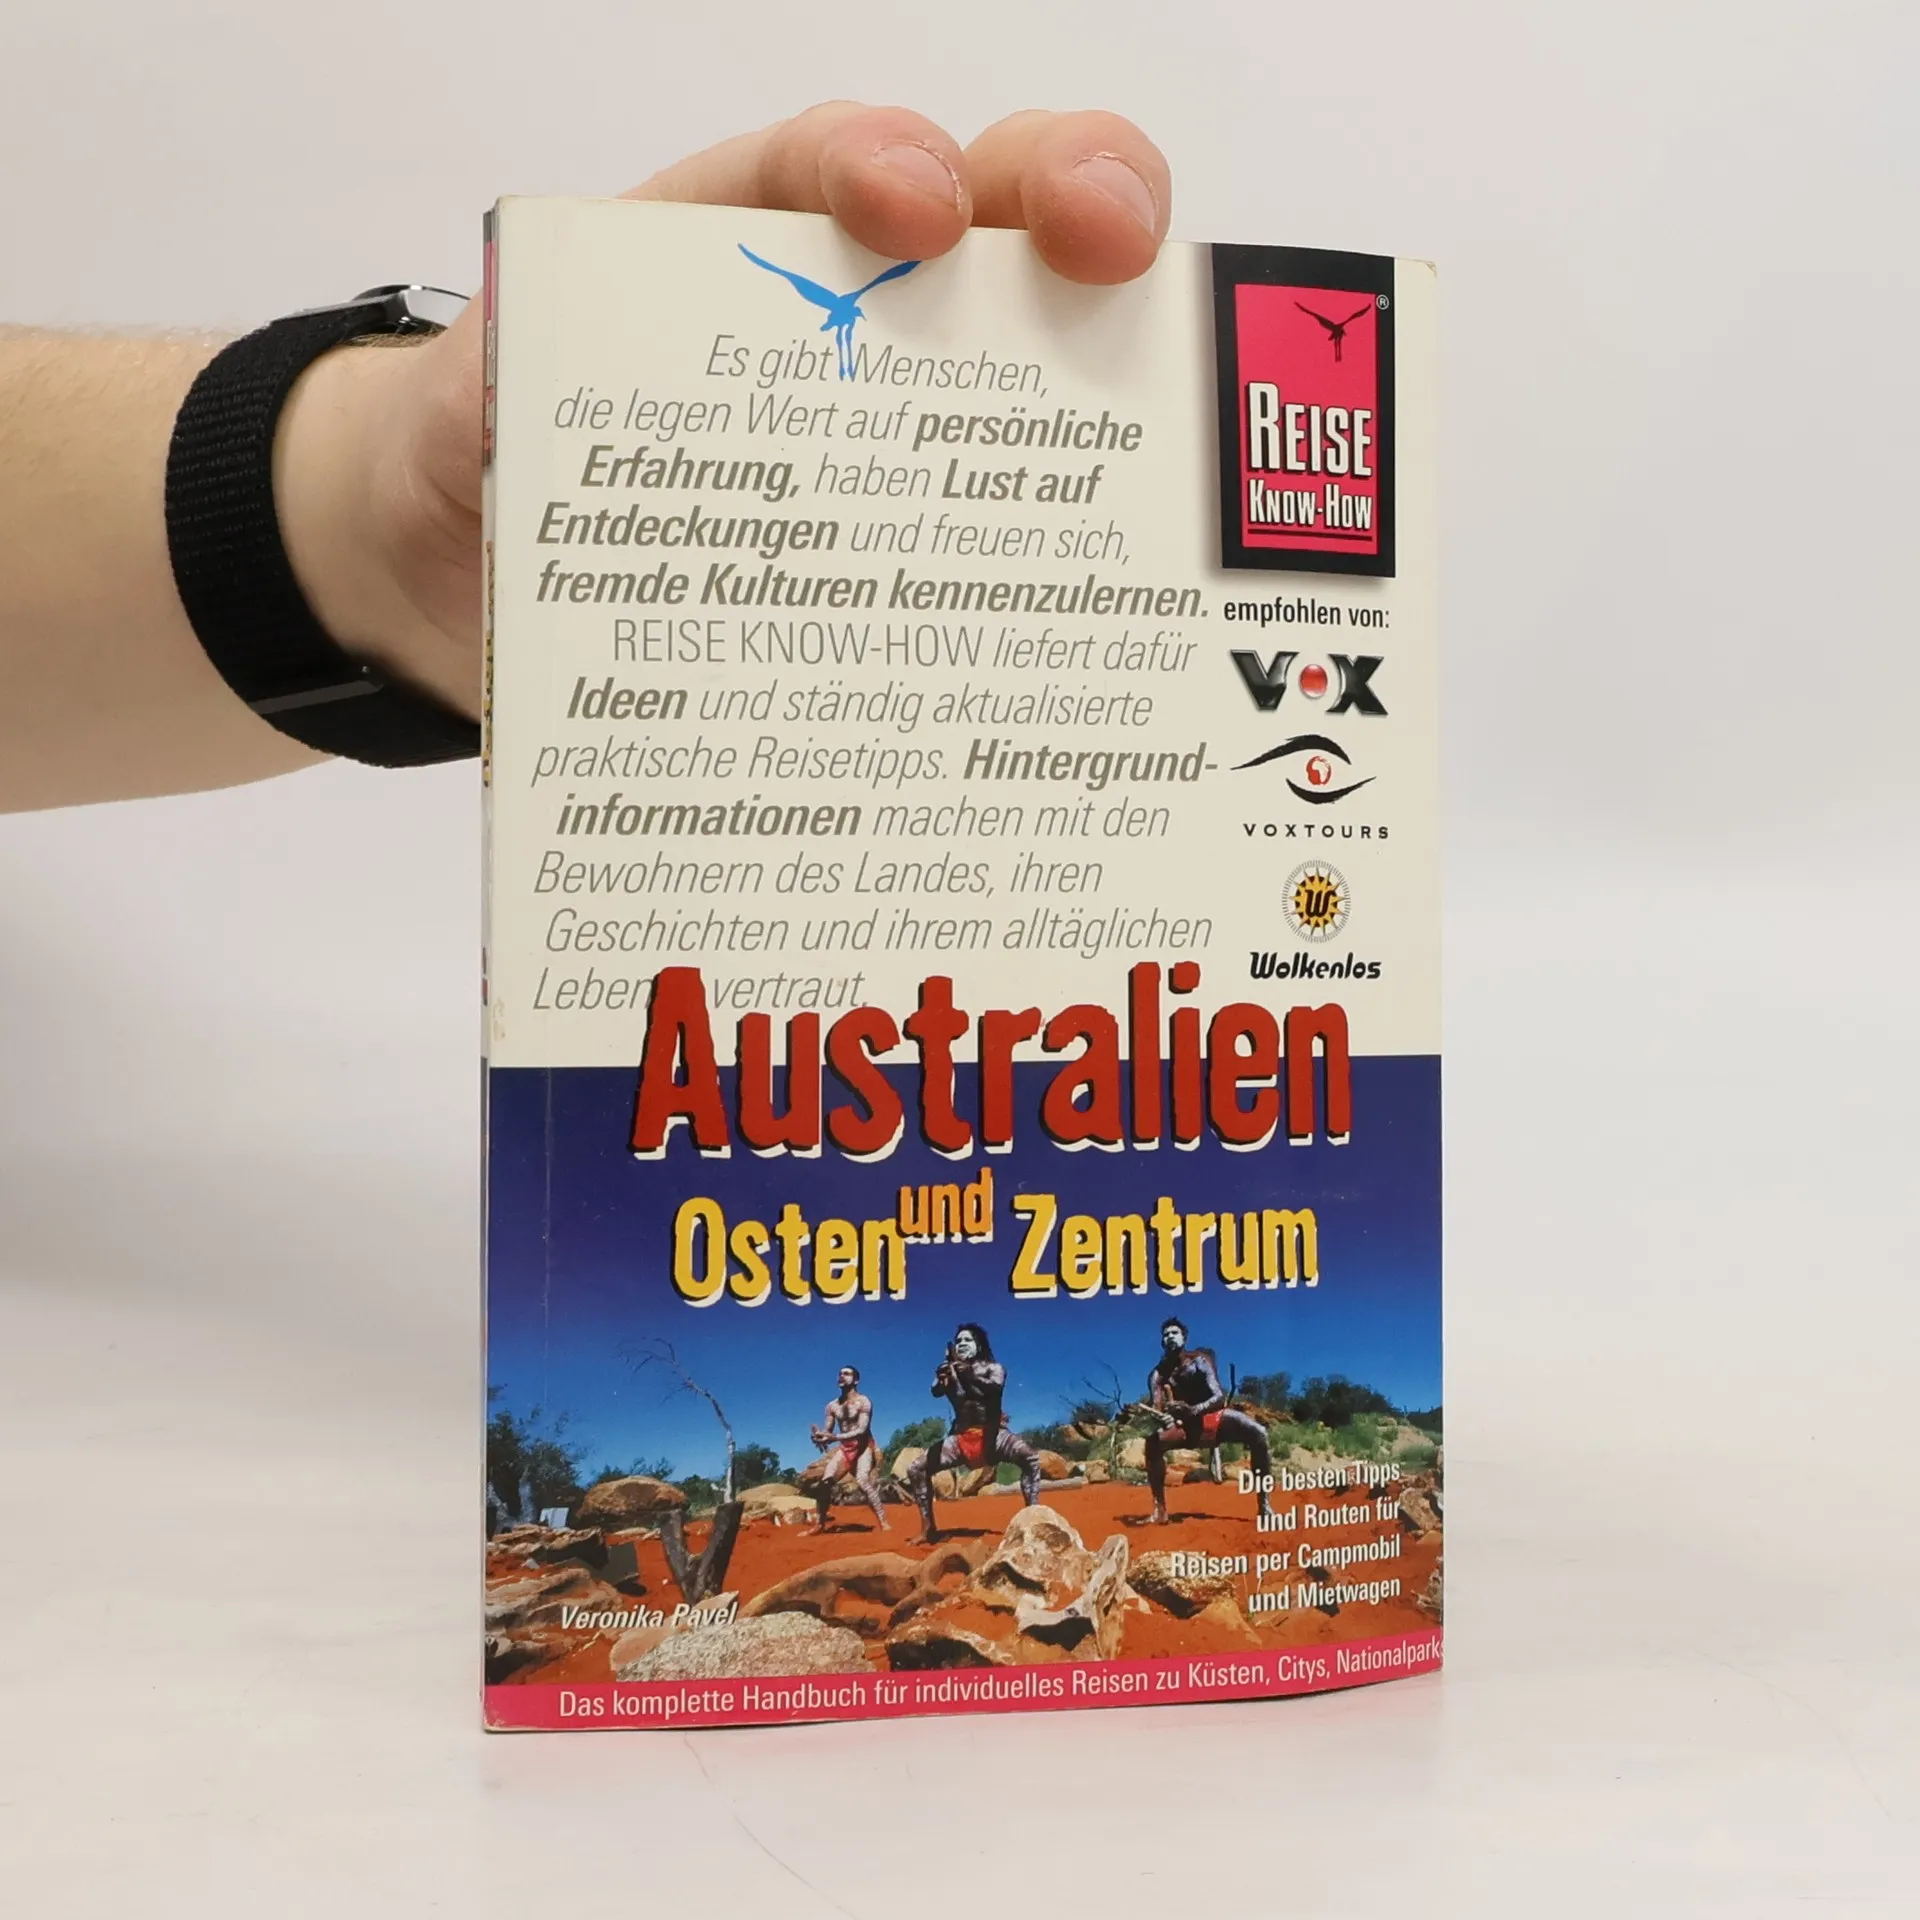 Es gibt Menschen,
die legen Wert auf persönliche
Erfahrung, haben Lust auf
Entdeckungen und freuen sich,
fremde Kulturen kennenzulernen.
REISE KNOW-HOW liefert dafür
Ideen und ständig aktualisierte
praktische Reisetipps. Hintergrund-
informationen machen mit den
Bewohnern des Landes, ihren
Geschichten und ihrem alltäglichen
Leben vertraut.
REISE
KNOW-HOW
®
empfohlen von:
VOX
VOXTOURS
W
Wolkenlos
Australien
Osten und Zentrum
Die besten Tipps
und Routen für
Reisen per Campmobil
und Mietwagen
Veronika Pavel
Das komplette Handbuch für individuelles Reisen zu Küsten, Citys, Nationalparks